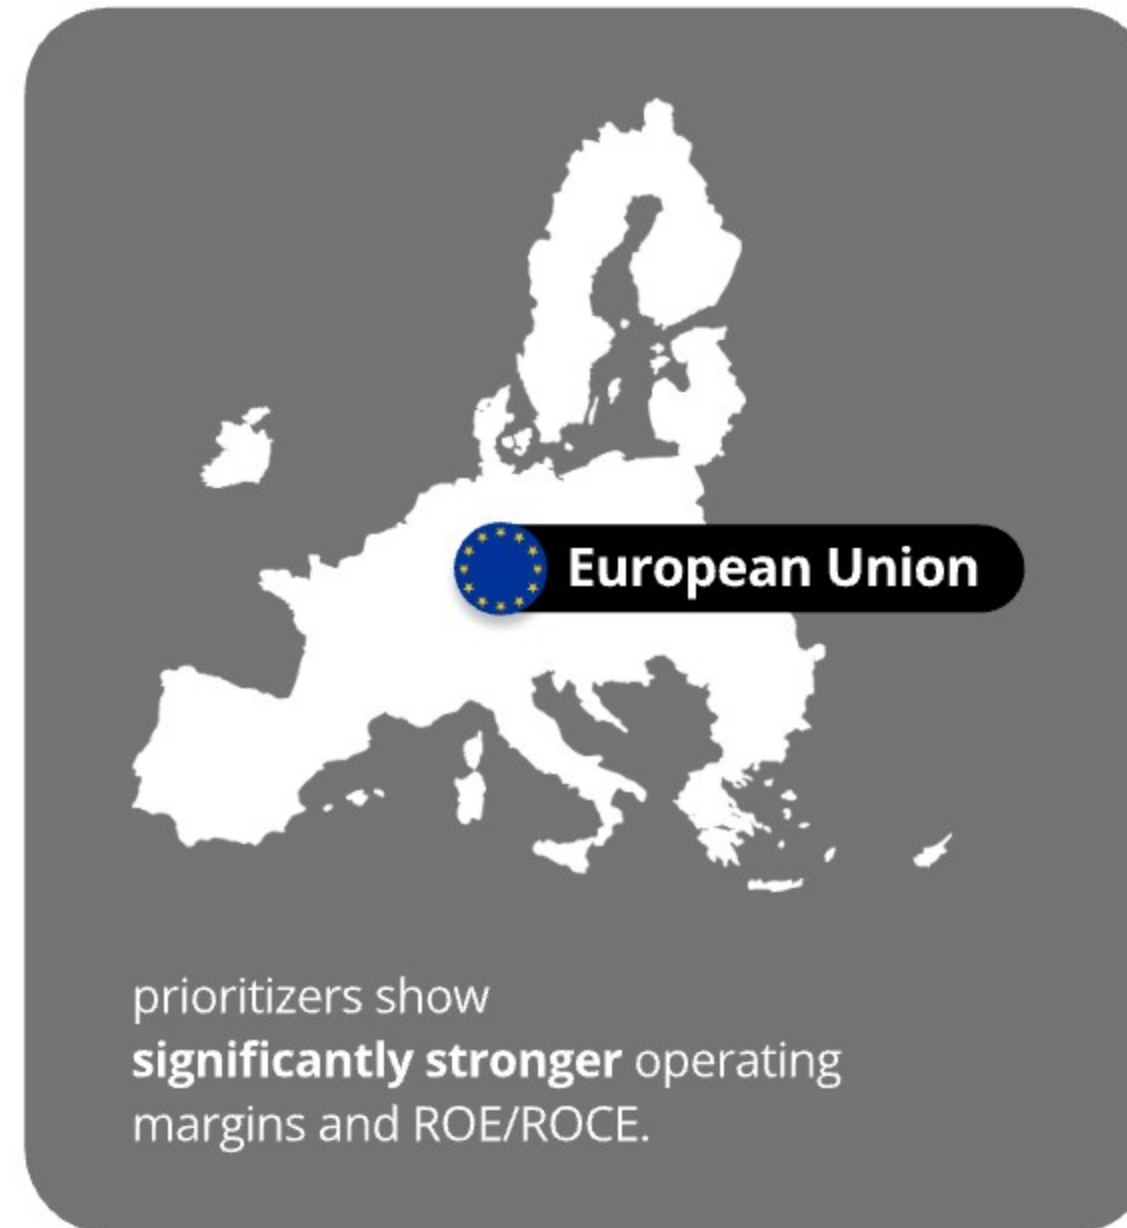 European Union
prioritizers show
significantly stronger operating
margins and ROE/ROCE.